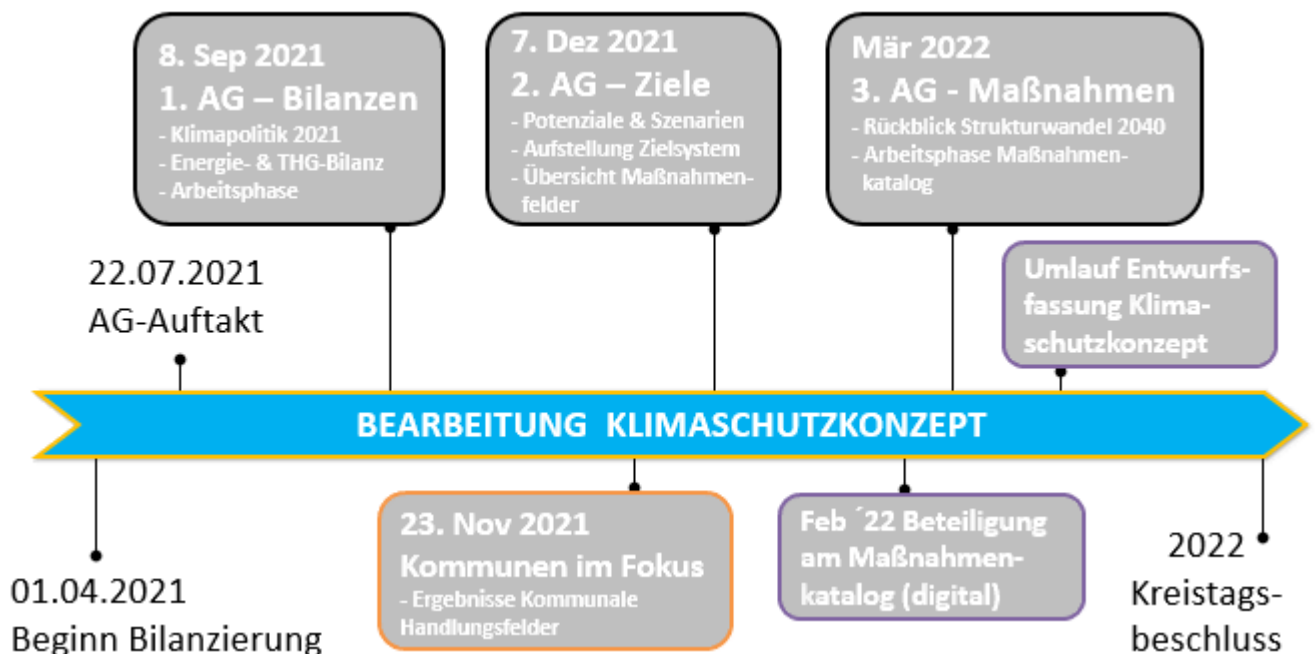 8. Sep 2021
1. AG – Bilanzen
- Klimapolitik 2021
- Energie- & THG-Bilanz
- Arbeitsphase
7. Dez 2021
2. AG – Ziele
- Potenziale & Szenarien
- Aufstellung Zielsystem
- Übersicht Maßnahmen-
felder
Mär 2022
3. AG - Maßnahmen
- Rückblick Strukturwandel 2040
- Arbeitsphase Maßnahmen-
katalog
22.07.2021
AG-Auftakt
Umlauf Entwurfs-
fassung Klima-
schutzkonzept
BEARBEITUNG KLIMASCHUTZKONZEPT
01.04.2021
Beginn Bilanzierung
23. Nov 2021
Kommunen im Fokus
- Ergebnisse Kommunale
Handlungsfelder
Feb ´22 Beteiligung
am Maßnahmen-
katalog (digital)
2022
Kreistags-
beschluss